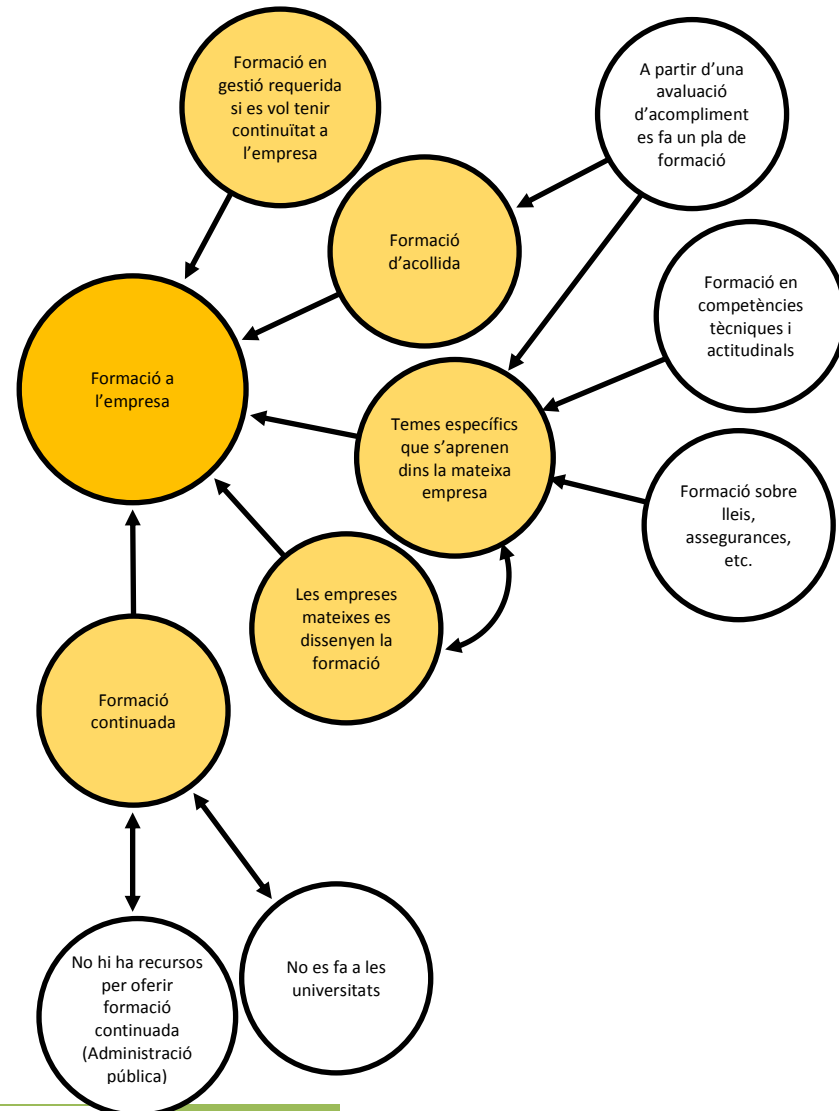 Formació en
gestió requerida
si es vol tenir
continuïtat a
l’empresa
A partir d’una
avaluació
d’acompliment
es fa un pla de
formació
Formació
d’acollida
Formació en
competències
tècniques i
actitudinals
Formació a
l’empresa
Temes específics
que s’aprenen
dins la mateixa
empresa
Formació sobre
lleis,
assegurances,
etc.
Les empreses
mateixes es
dissenyen la
formació
Formació
continuada
No hi ha recursos
per oferir
formació
continuada
(Administració
pública)
No es fa a les
universitats